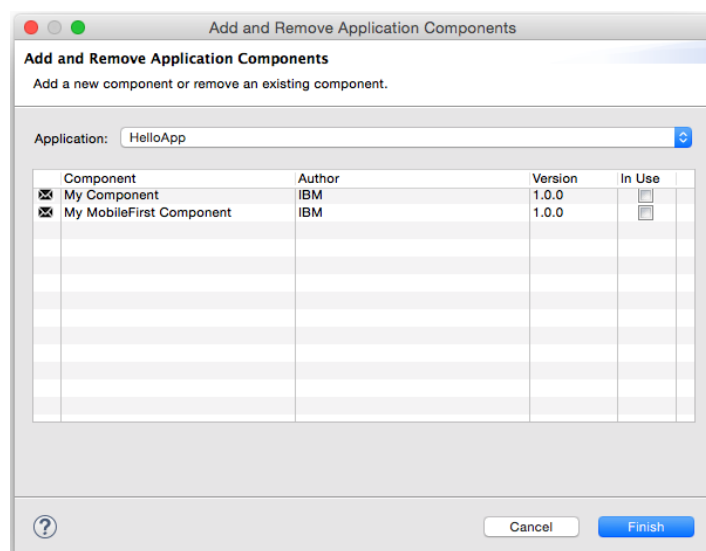 Add and Remove Application Components
Add and Remove Application Components
Add a new component or remove an existing component.
Application: HelloApp
Component Author Version In Use
My Component IBM 1.0.0
My MobileFirst Component IBM 1.0.0
? Cancel Finish